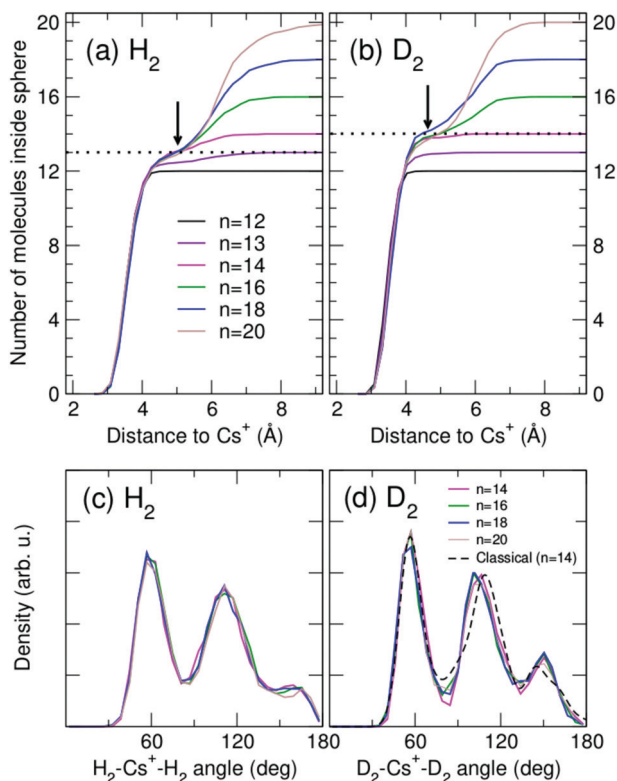 20
16
12
8
4
0
Number of molecules inside sphere
(a) H₂
n=12
n=13
n=14
n=16
n=18
n=20
2 4 6 8
Distance to Cs⁺ (Å)
(b) D₂
20
16
12
8
4
0
2 4 6 8
Distance to Cs⁺ (Å)
(c) H₂
Density (arb. u.)
60 120 180
H₂-Cs⁺-H₂ angle (deg)
(d) D₂
n=14
n=16
n=18
n=20
Classical (n=14)
60 120 180
D₂-Cs⁺-D₂ angle (deg)